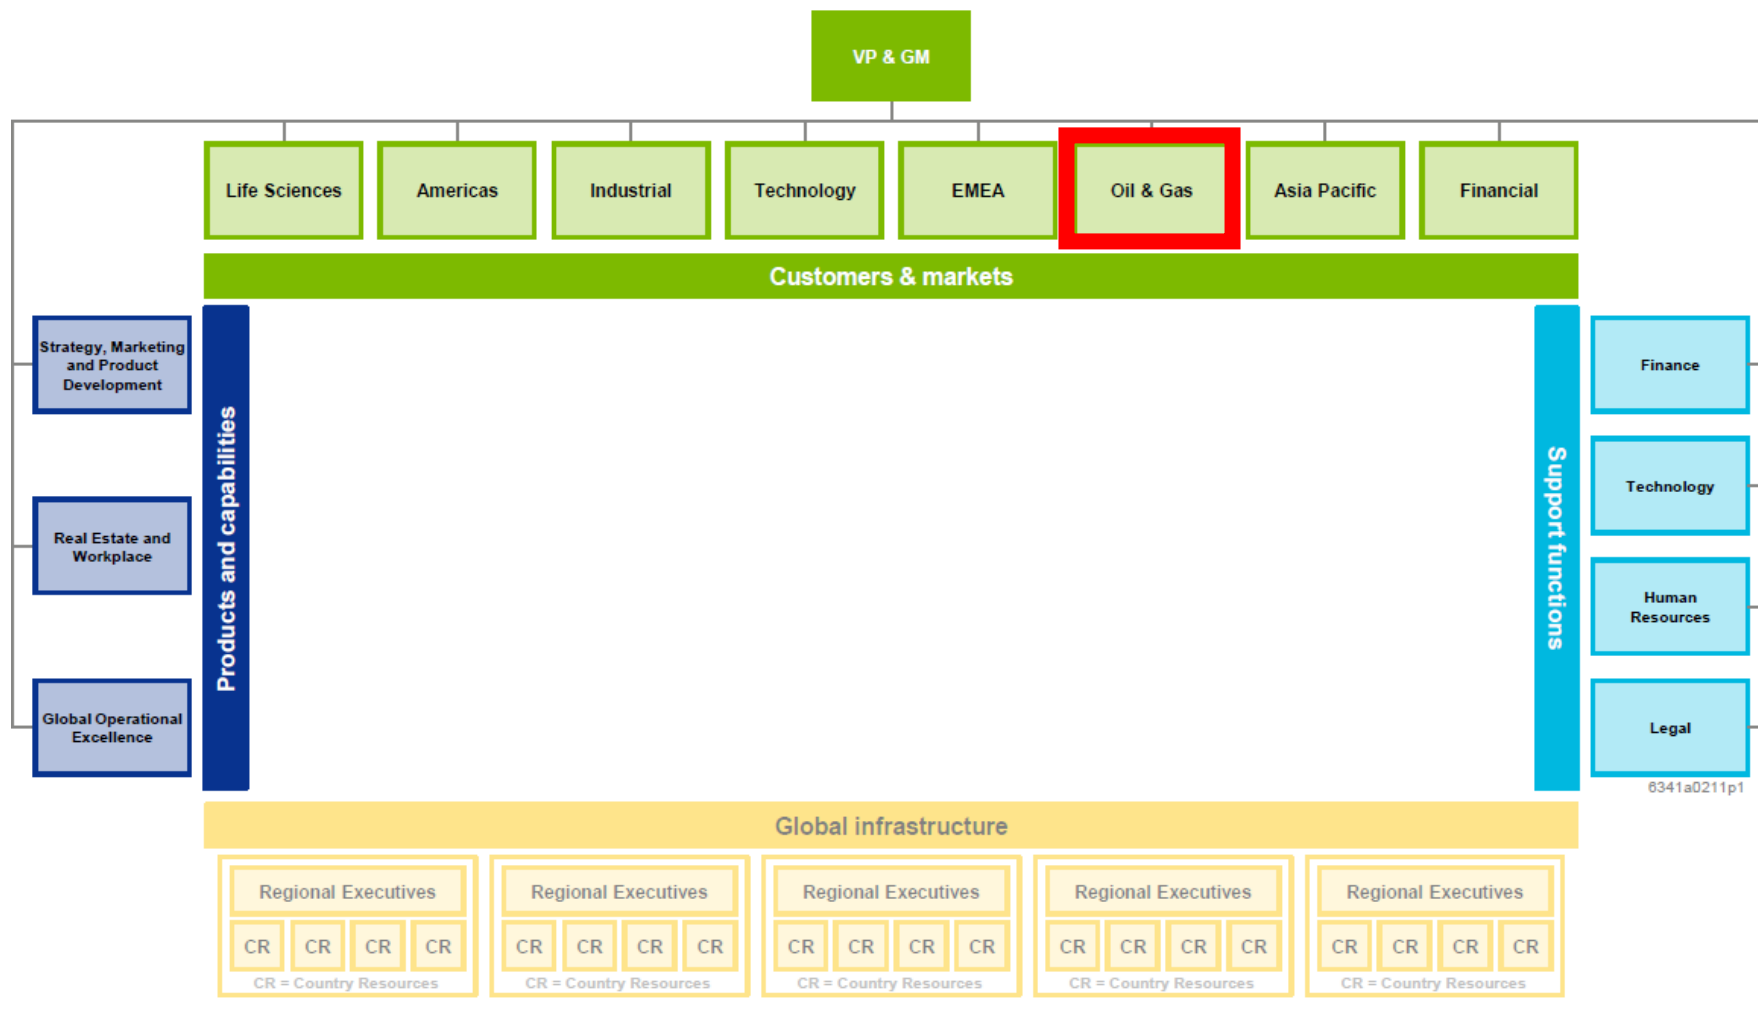 VP & GM
Life Sciences
Americas
Industrial
Technology
EMEA
Oil & Gas
Asia Pacific
Financial
Customers & markets
Strategy, Marketing
and Product
Development
Real Estate and
Workplace
Global Operational
Excellence
Products and capabilities
Support functions
Finance
Technology
Human
Resources
Legal
6341a0211p1
Global infrastructure
Regional Executives
CR CR CR CR
CR = Country Resources
Regional Executives
CR CR CR CR
CR = Country Resources
Regional Executives
CR CR CR CR
CR = Country Resources
Regional Executives
CR CR CR CR
CR = Country Resources
Regional Executives
CR CR CR CR
CR = Country Resources